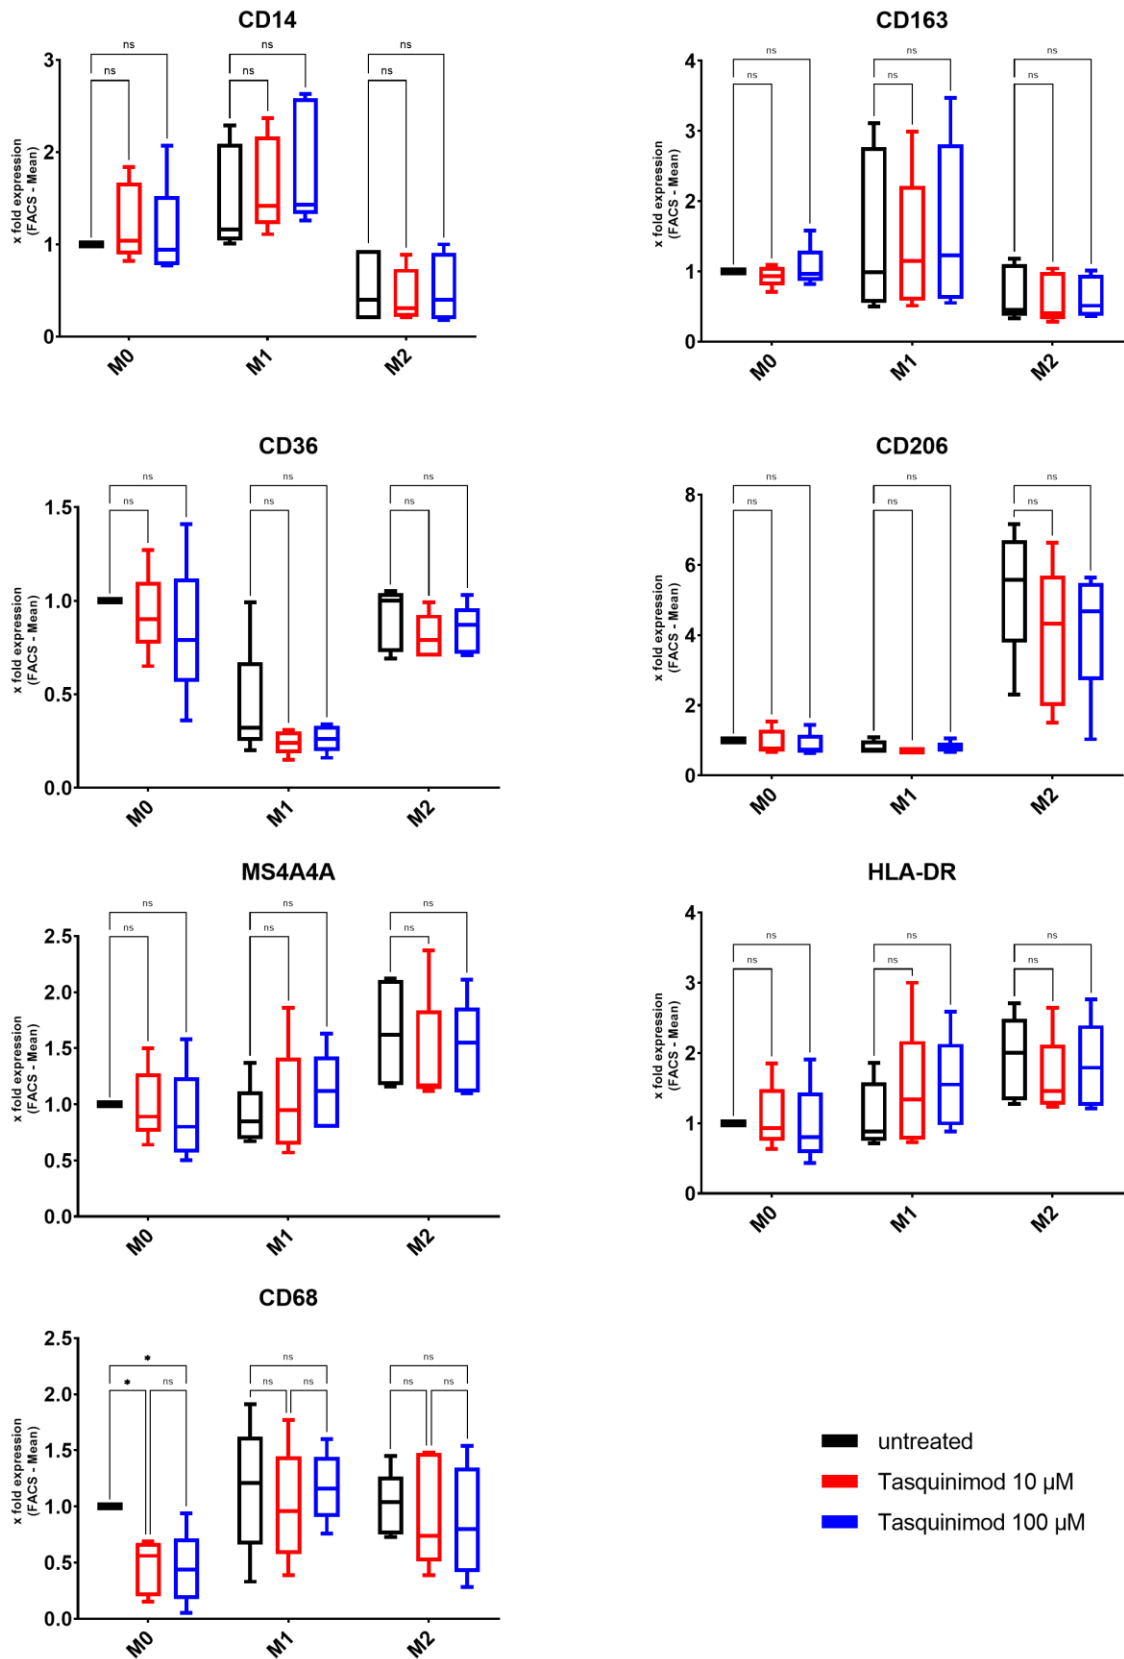 CD14
ns
ns
ns
ns
ns
ns
3
2
1
0
x fold expression
(FACS - Mean)
M0
M1
M2
CD163
ns
ns
ns
ns
ns
ns
4
3
2
1
0
x fold expression
(FACS - Mean)
M0
M1
M2
CD36
ns
ns
ns
ns
ns
ns
1.5
1.0
0.5
0.0
x fold expression
(FACS - Mean)
M0
M1
M2
CD206
ns
ns
ns
ns
ns
ns
8
6
4
2
0
x fold expression
(FACS - Mean)
M0
M1
M2
MS4A4A
ns
ns
ns
ns
ns
ns
2.5
2.0
1.5
1.0
0.5
0.0
x fold expression
(FACS - Mean)
M0
M1
M2
HLA-DR
ns
ns
ns
ns
ns
ns
4
3
2
1
0
x fold expression
(FACS - Mean)
M0
M1
M2
CD68
*
*
ns
ns
ns
ns
ns
ns
ns
2.5
2.0
1.5
1.0
0.5
0.0
x fold expression
(FACS - Mean)
M0
M1
M2
untreated
Tasquinimod 10 µM
Tasquinimod 100 µM